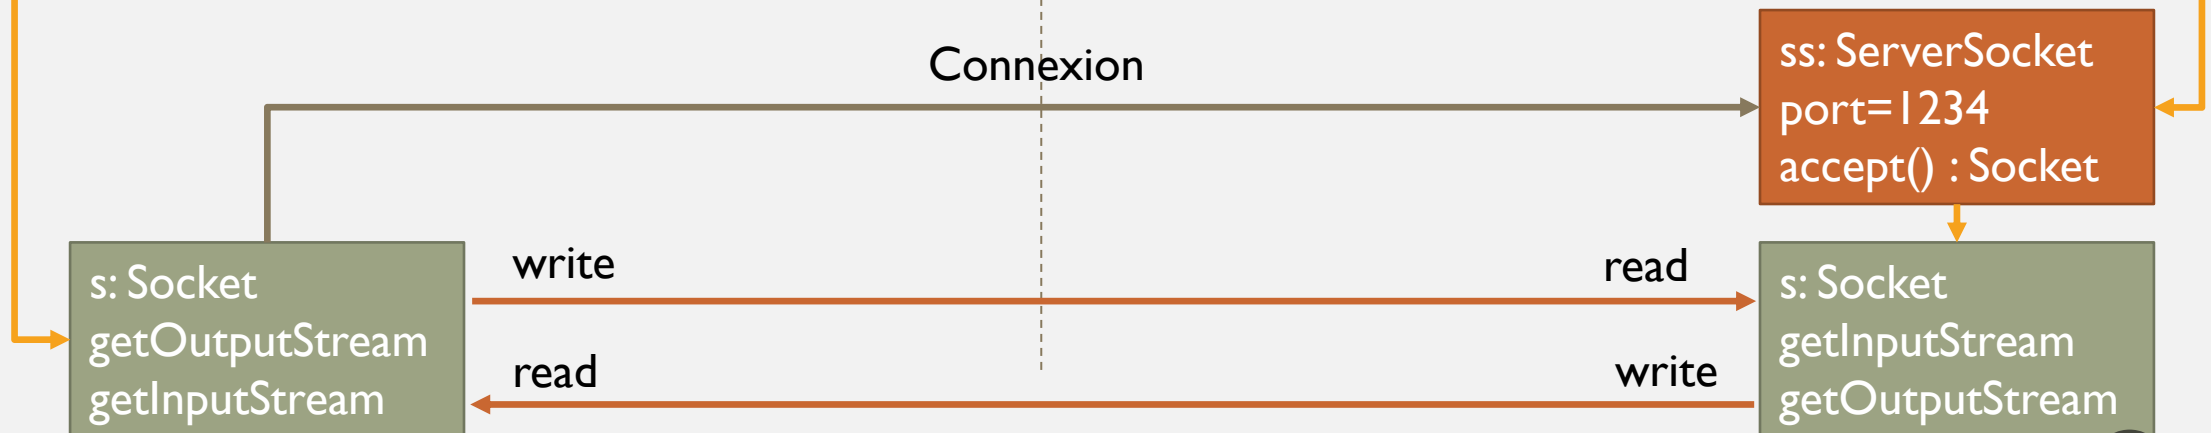 Connexion
ss: ServerSocket
port=1234
accept() : Socket
write
read
s: Socket
getOutputStream
getInputStream
read
write
s: Socket
getInputStream
getOutputStream